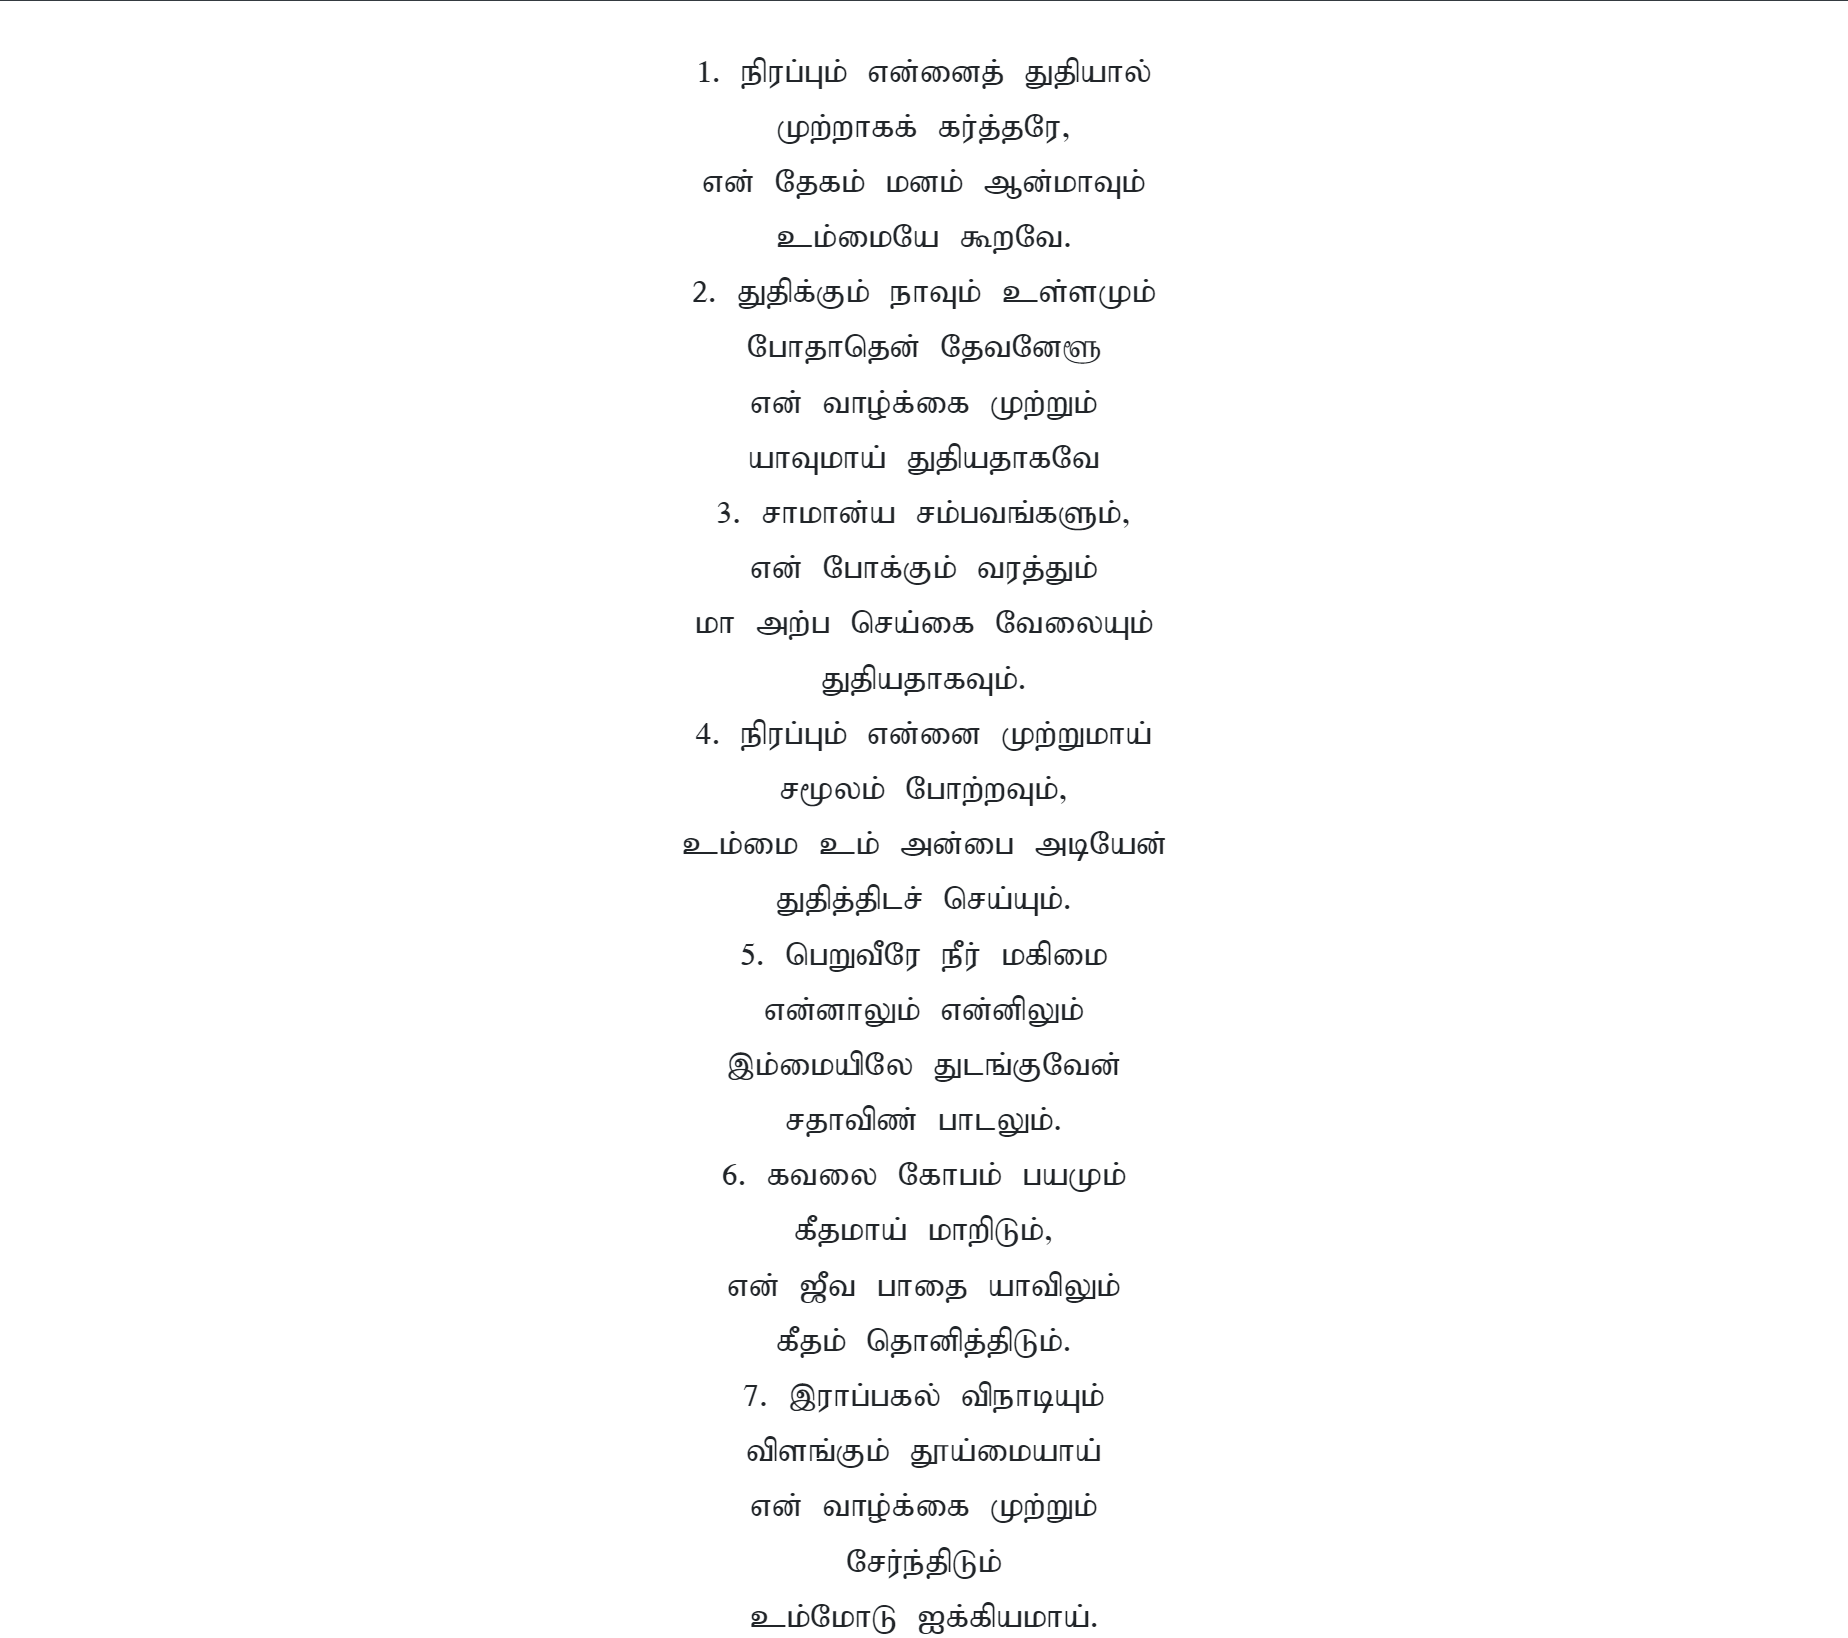 1. நிரப்பும் என்னைத் துதியால்
முற்றாகக் கர்த்தரே,
என் தேகம் மனம் ஆன்மாவும்
உம்மையே கூறவே.
2. துதிக்கும் நாவும் உள்ளமும்
போதாதென் தேவனேளூ
என் வாழ்க்கை முற்றும்
யாவுமாய் துதியதாகவே
3. சாமான்ய சம்பவங்களும்,
என் போக்கும் வரத்தும்
மா அற்ப செய்கை வேலையும்
துதியதாகவும்.
4. நிரப்பும் என்னை முற்றுமாய்
சமூலம் போற்றவும்,
உம்மை உம் அன்பை அடியேன்
துதித்திடச் செய்யும்.
5. பெறுவீரே நீர் மகிமை
என்னாலும் என்னிலும்
இம்மையிலே துடங்குவேன்
சதாவிண் பாடலும்.
6. கவலை கோபம் பயமும்
கீதமாய் மாறிடும்,
என் ஜீவ பாதை யாவிலும்
கீதம் தொனித்திடும்.
7. இராப்பகல் விநாடியும்
விளங்கும் தூய்மையாய்
என் வாழ்க்கை முற்றும்
சேர்ந்திடும்
உம்மோடு ஐக்கியமாய்.